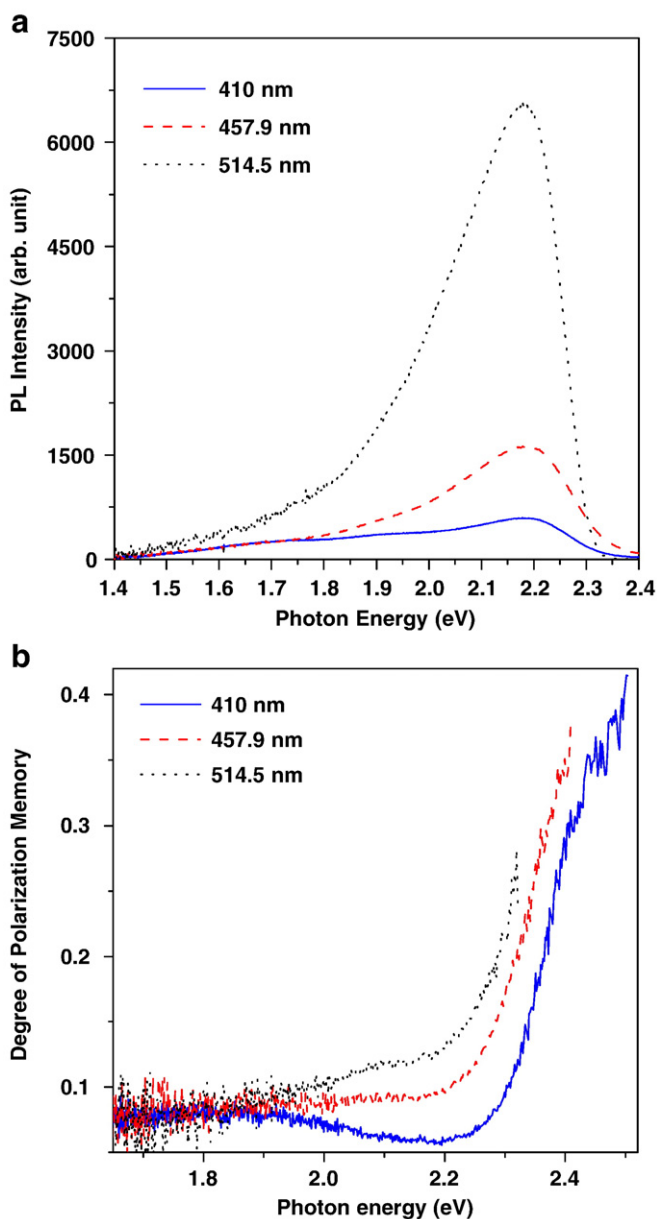 a
7500
6000
4500
3000
1500
0
PL Intensity (arb. unit)
410 nm
457.9 nm
514.5 nm
1.4 1.5 1.6 1.7 1.8 1.9 2.0 2.1 2.2 2.3 2.4
Photon Energy (eV)
b
0.4
0.3
0.2
0.1
Degree of Polarization Memory
410 nm
457.9 nm
514.5 nm
1.8 2.0 2.2 2.4
Photon energy (eV)